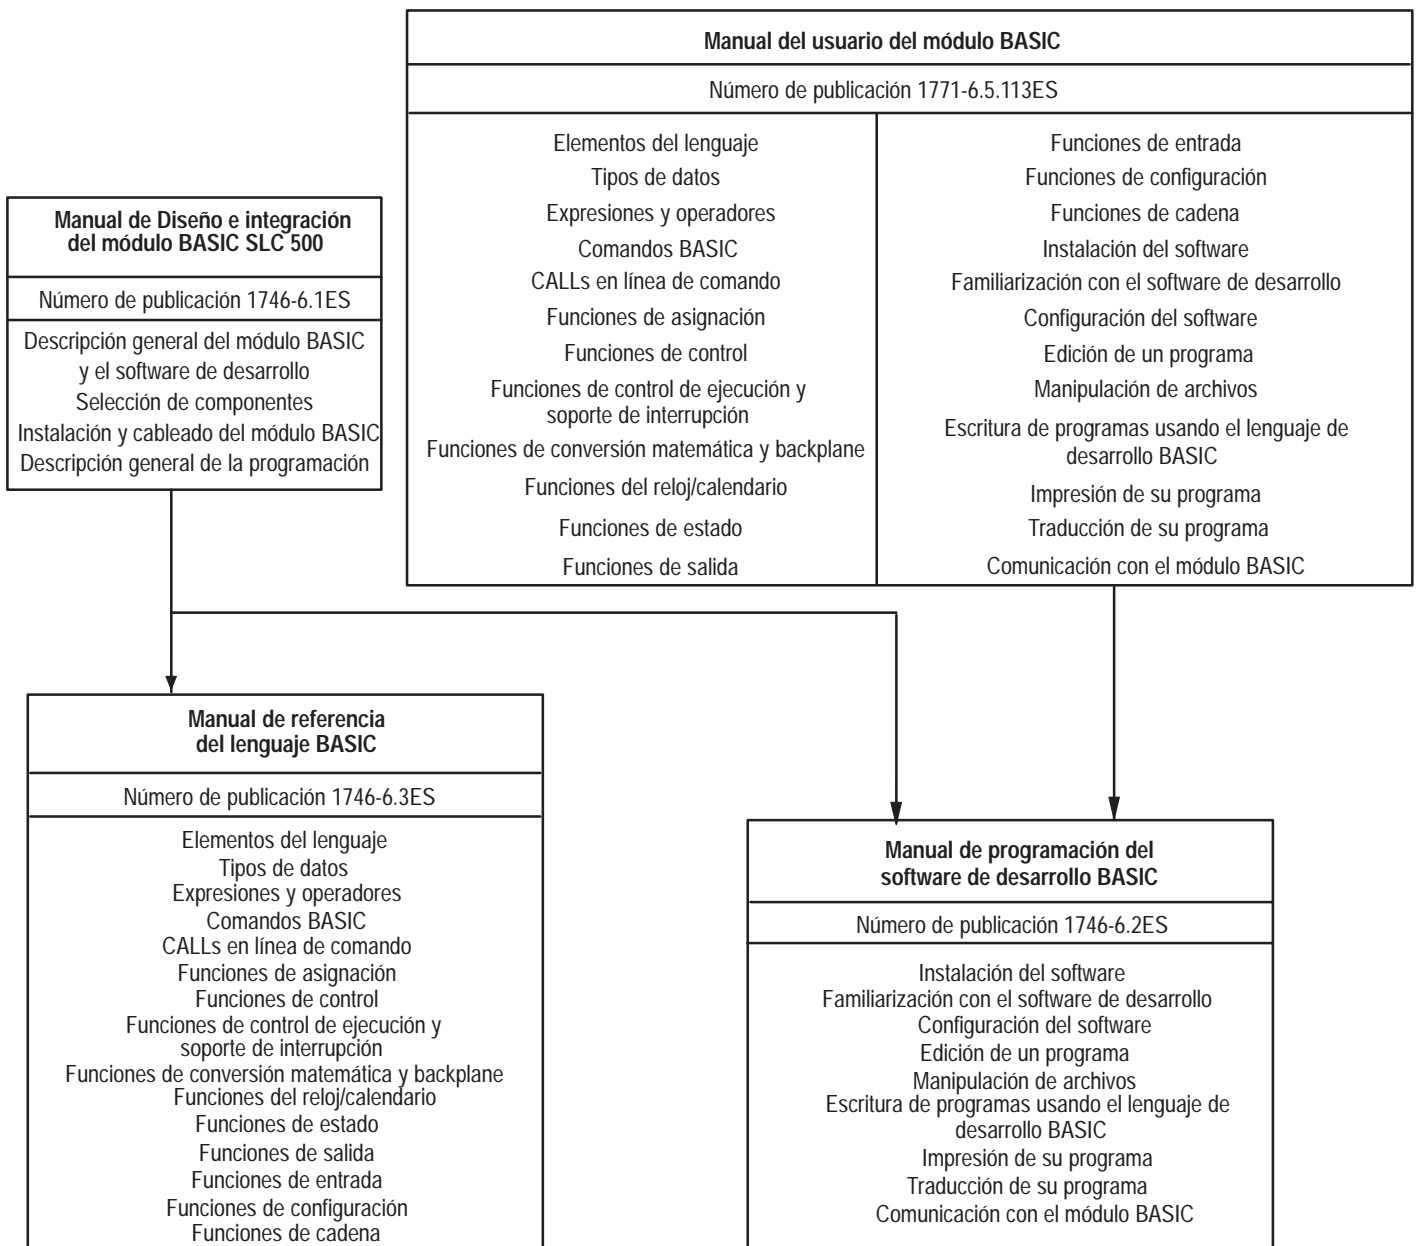 Manual del usuario del módulo BASIC
Número de publicación 1771-6.5.113ES
Elementos del lenguaje
Tipos de datos
Expresiones y operadores
Comandos BASIC
CALLs en línea de comando
Funciones de asignación
Funciones de control
Funciones de control de ejecución y
soporte de interrupción
Funciones de conversión matemática y backplane
Funciones del reloj/calendario
Funciones de estado
Funciones de salida
Funciones de entrada
Funciones de configuración
Funciones de cadena
Instalación del software
Familiarización con el software de desarrollo
Configuración del software
Edición de un programa
Manipulación de archivos
Escritura de programas usando el lenguaje de
desarrollo BASIC
Impresión de su programa
Traducción de su programa
Comunicación con el módulo BASIC
Manual de Diseño e integración
del módulo BASIC SLC 500
Número de publicación 1746-6.1ES
Descripción general del módulo BASIC
y el software de desarrollo
Selección de componentes
Instalación y cableado del módulo BASIC
Descripción general de la programación
Manual de referencia
del lenguaje BASIC
Número de publicación 1746-6.3ES
Elementos del lenguaje
Tipos de datos
Expresiones y operadores
Comandos BASIC
CALLs en línea de comando
Funciones de asignación
Funciones de control
Funciones de control de ejecución y
soporte de interrupción
Funciones de conversión matemática y backplane
Funciones del reloj/calendario
Funciones de estado
Funciones de salida
Funciones de entrada
Funciones de configuración
Funciones de cadena
Manual de programación del
software de desarrollo BASIC
Número de publicación 1746-6.2ES
Instalación del software
Familiarización con el software de desarrollo
Configuración del software
Edición de un programa
Manipulación de archivos
Escritura de programas usando el lenguaje de
desarrollo BASIC
Impresión de su programa
Traducción de su programa
Comunicación con el módulo BASIC